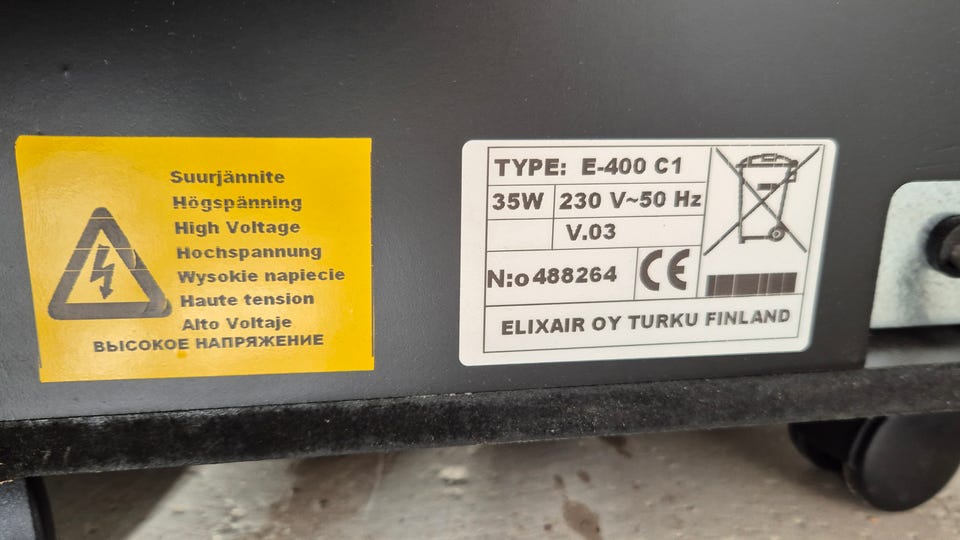 Suurjännite
Högspänning
High Voltage
Hochspannung
Wysokie napiecie
Haute tension
Alto Voltaje
ВЫСОКОЕ НАПРЯЖЕНИЕ
TYPE: E-400 C1
35W 230 V~50 Hz
V.03
N:o 488264 CE
ELIXAIR OY TURKU FINLAND